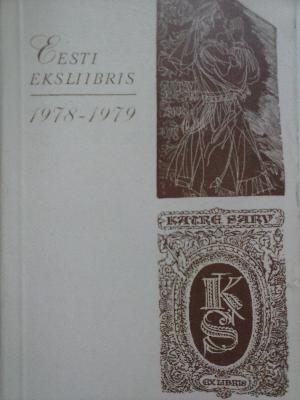 EESTI
EKSLIIBRIS
1978-1979
KATRE SARV
KS
EX LIBRIS